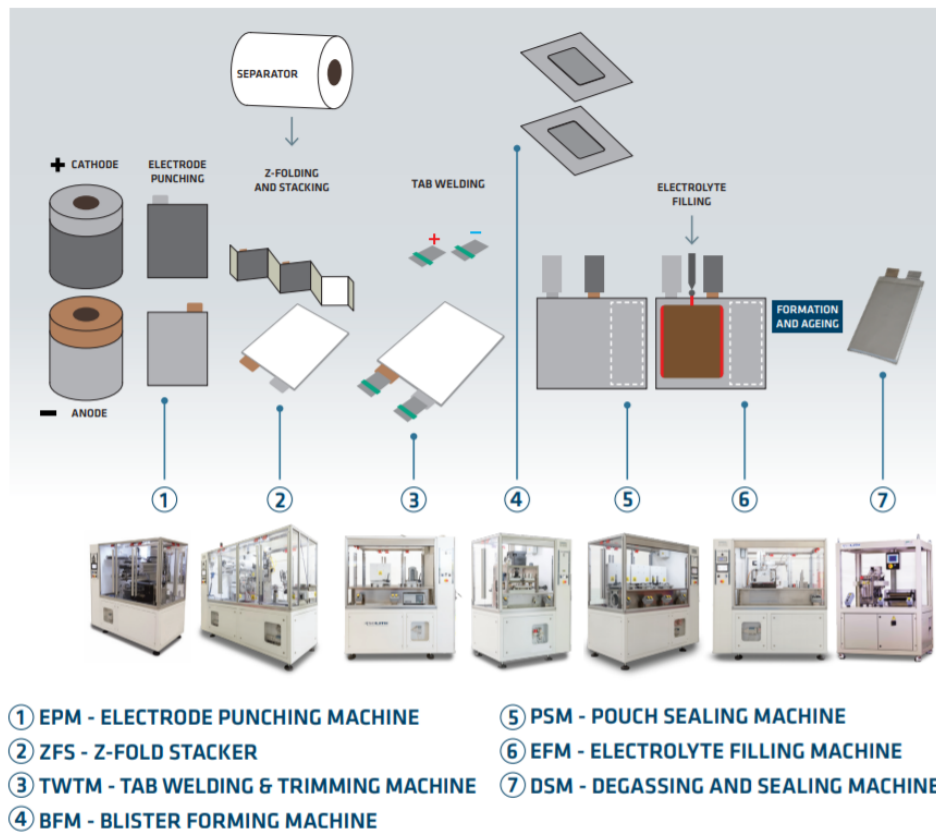 SEPARATOR
+ CATHODE
ELECTRODE
PUNCHING
Z-FOLDING
AND STACKING
TAB WELDING
+ −
ELECTROLYTE
FILLING
FORMATION
AND AGEING
− ANODE
1 2 3 4 5 6 7
1 EPM - ELECTRODE PUNCHING MACHINE
2 ZFS - Z-FOLD STACKER
3 TWTM - TAB WELDING & TRIMMING MACHINE
4 BFM - BLISTER FORMING MACHINE
5 PSM - POUCH SEALING MACHINE
6 EFM - ELECTROLYTE FILLING MACHINE
7 DSM - DEGASSING AND SEALING MACHINE